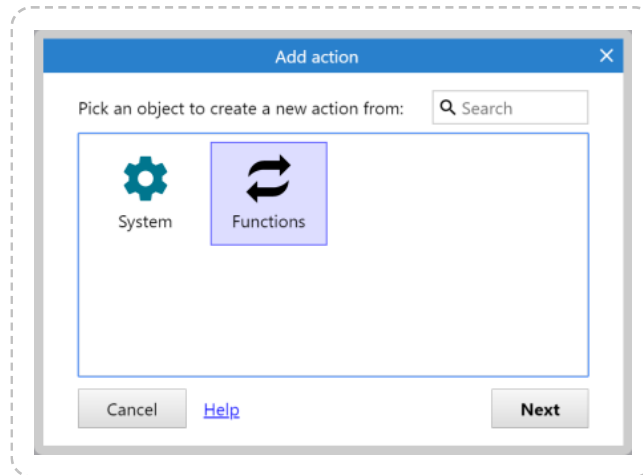 Add action
Pick an object to create a new action from:
Search
System
Functions
Cancel
Help
Next